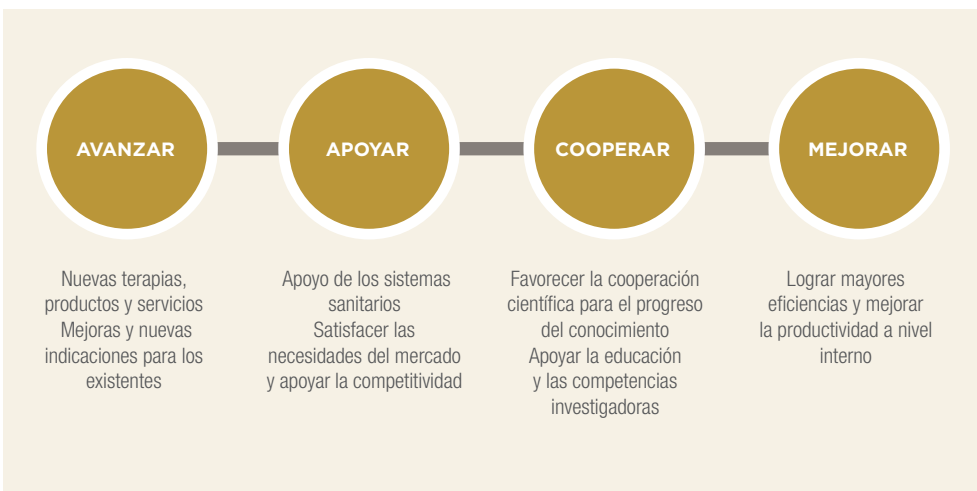 AVANZAR
APOYAR
COOPERAR
MEJORAR
Nuevas terapias,
productos y servicios
Mejoras y nuevas
indicaciones para los
existentes
Apoyo de los sistemas
sanitarios
Satisfacer las
necesidades del mercado
y apoyar la competitividad
Favorecer la cooperación
científica para el progreso
del conocimiento
Apoyar la educación
y las competencias
investigadoras
Lograr mayores
eficiencias y mejorar
la productividad a nivel
interno